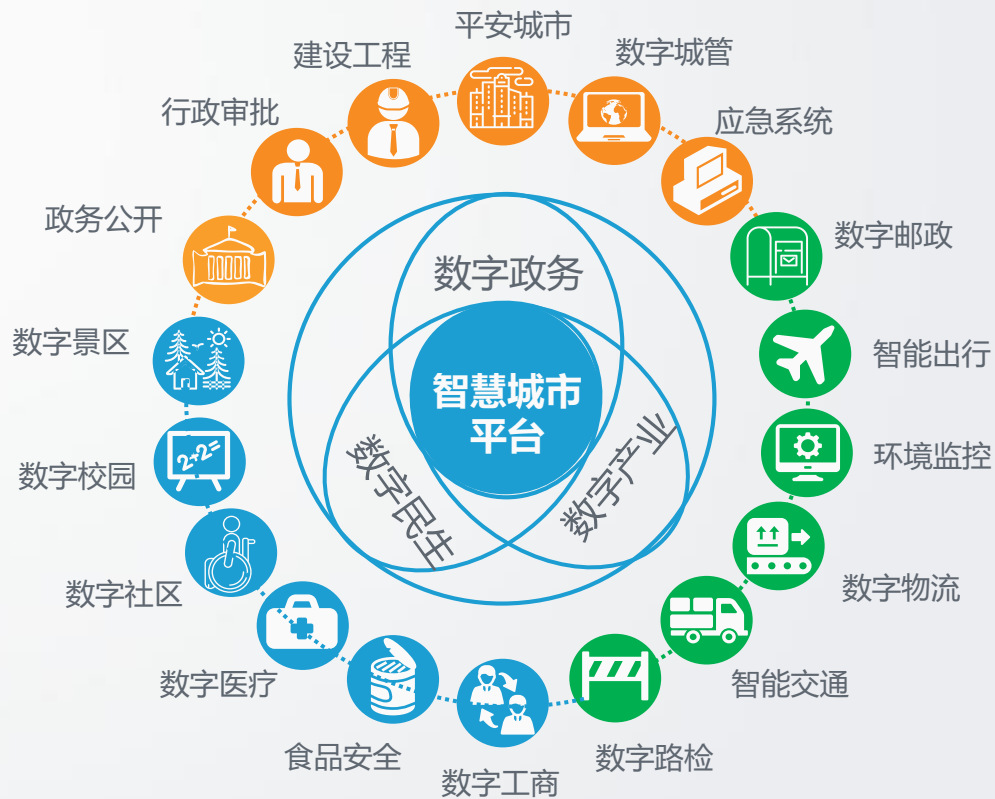 平安城市
建设工程
数字城管
行政审批
应急系统
政务公开
数字邮政
数字政务
数字景区
智能出行
智慧城市
平台
数字民生
数字产业
数字校园
2+2=
环境监控
数字社区
数字物流
数字医疗
智能交通
食品安全
数字路检
数字工商